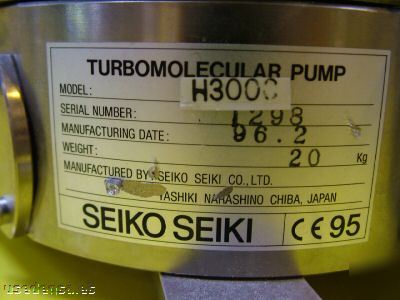 TURBOMOLECULAR PUMP
MODEL: H300C
SERIAL NUMBER: 1298
MANUFACTURING DATE: 96.2
WEIGHT: 20 Kg
MANUFACTURED BY: SEIKO SEIKI CO., LTD.
YASHIKI NARASHINO CHIBA, JAPAN
SEIKO SEIKI CE 95